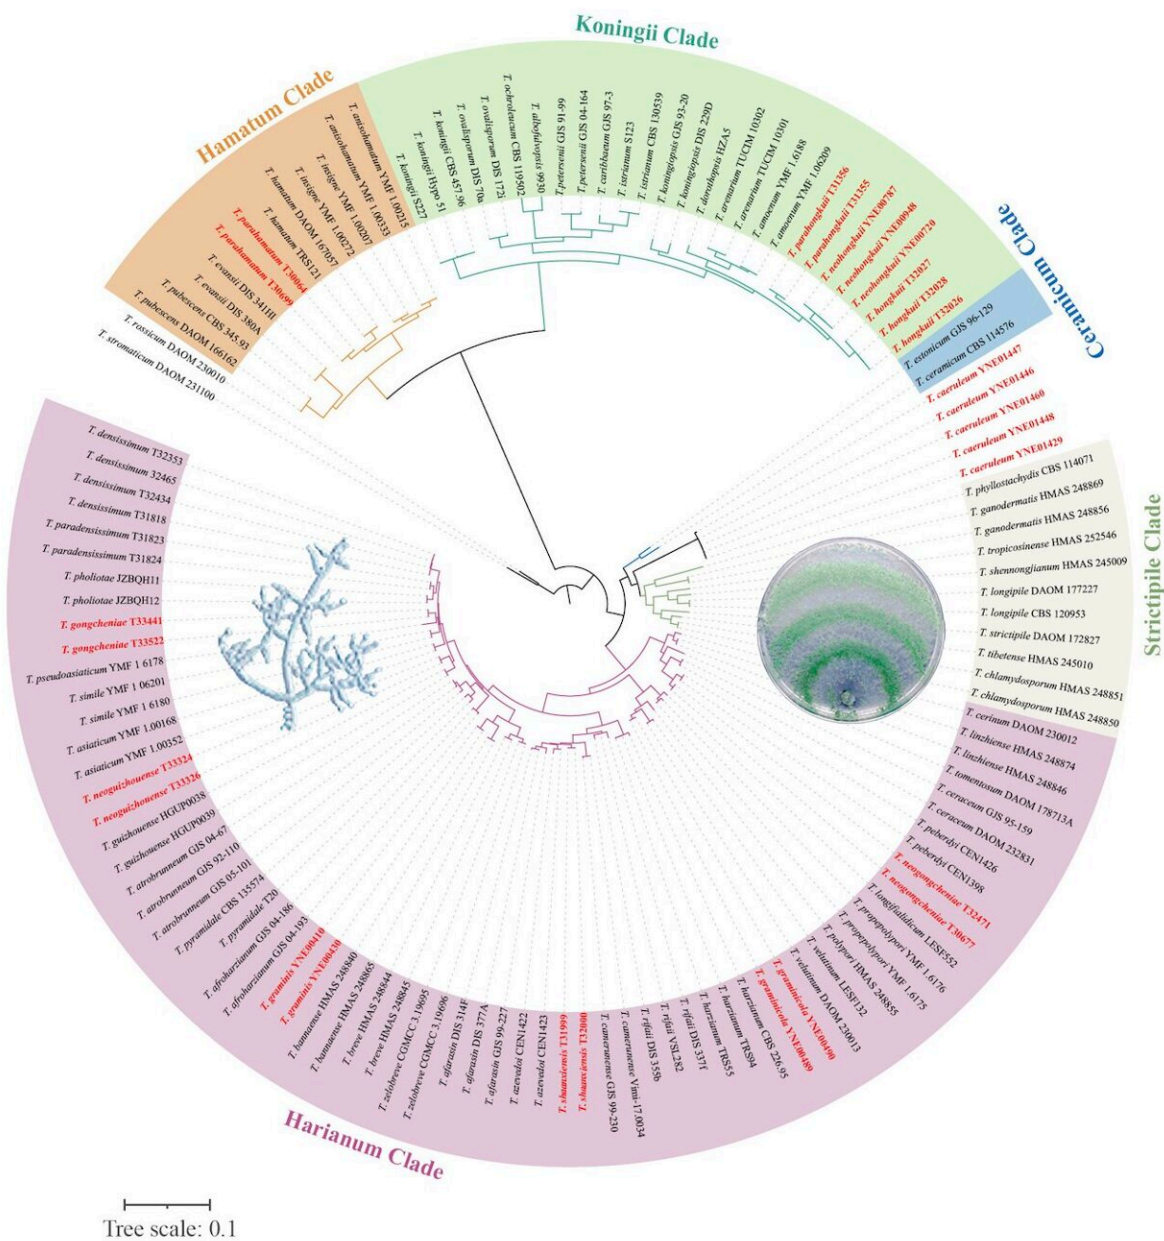 Koningii Clade
Hamatum Clade
Ceramicum Clade
Strictipile Clade
Harianum Clade
T. stromaticum DAOM 231100
T. rossicum DAOM 230010
T. pubescens DAOM 166162
T. pubescens CBS 345.93
T. evansii DIS 380A
T. evansii DIS 341HI
T. parahamatum T30699
T. parahamatum T30064
T. hamatum TRS121
T. hamatum DAOM 167057
T. insigne YMF 1.00272
T. insigne YMF 1.00207
T. anisohamatum YMF 1.00333
T. anisohamatum YMF 1.00215
T. koningii S227
T. koningii Hypo 51
T. koningii CBS 457.96
T. ovalisporum DIS 70a
T. ovalisporum DIS 172i
T. ochroleucum CBS 119502
T. albofulvopsis 9930
T. petersenii GJS 91-99
T. petersenii GJS 04-164
T. caribbaeum GJS 97-3
T. istrianum S123
T. istrianum CBS 130539
T. koningiopsis GJS 93-20
T. koningiopsis DIS 229D
T. dorothopsis HZA5
T. arenarium TUCIM 10302
T. arenarium TUCIM 10301
T. amoenum YMF 1.6188
T. amoenum YMF 1.06209
T. parahongkuii T31356
T. parahongkuii T31355
T. neohongkuii YNE00787
T. neohongkuii YNE00948
T. neohongkuii YNE00720
T. hongkuii T32027
T. hongkuii T32028
T. hongkuii T32026
T. estonicum GJS 96-129
T. ceramicum CBS 114576
T. caeruleum YNE01447
T. caeruleum YNE01446
T. caeruleum YNE01460
T. caeruleum YNE01448
T. caeruleum YNE01429
T. phyllostachydis CBS 114071
T. ganodermatis HMAS 248869
T. ganodermatis HMAS 248856
T. tropicosinense HMAS 252546
T. shennongjianum HMAS 245009
T. longipile DAOM 177227
T. longipile CBS 120953
T. strictipile DAOM 172827
T. tibetense HMAS 245010
T. chlamydosporum HMAS 248851
T. chlamydosporum HMAS 248850
T. cerinum DAOM 230012
T. linzhiense HMAS 248874
T. linzhiense HMAS 248846
T. tomentosum DAOM 178713A
T. ceraceum GJS 95-159
T. ceraceum DAOM 232831
T. peberdyi CEN1426
T. peberdyi CEN1398
T. neogongcheniae T32471
T. neogongcheniae T30677
T. longifialidicum LESF552
T. propepolypori YMF 1.6176
T. propepolypori YMF 1.6175
T. polypori HMAS 248855
T. velutinum LESF132
T. velutinum DAOM 230013
T. graminicola YNE00490
T. graminicola YNE00489
T. harzianum CBS 226.95
T. harzianum TRS94
T. harzianum TRS55
T. rifaii DIS 337f
T. rifaii VSL282
T. rifaii DIS 355b
T. camerunense Vimi-17.0034
T. camerunense GJS 99-230
T. shaanxiensis T32000
T. shaanxiensis T31969
T. azevedoi CEN1423
T. azevedoi CEN1422
T. afarasin GJS 99-227
T. afarasin DIS 377A
T. afarasin DIS 314F
T. zelobreve CGMCC 3.19696
T. zelobreve CGMCC 3.19695
T. breve HMAS 248845
T. breve HMAS 248844
T. bannaense HMAS 248865
T. bannaense HMAS 248840
T. graminis YNE00430
T. graminis YNE00410
T. afroharzianum GJS 04-193
T. afroharzianum GJS 04-186
T. pyramidale T20
T. pyramidale CBS 135574
T. atrobrunneum GJS 05-101
T. atrobrunneum GJS 92-110
T. atrobrunneum GJS 04-67
T. guizhouense HGUP0039
T. guizhouense HGUP0038
T. neoguizhouense T33326
T. neoguizhouense T33324
T. asiaticum YMF 1.00352
T. asiaticum YMF 1.00168
T. simile YMF 1 6180
T. simile YMF 1 06201
T. pseudoasiaticum YMF 1 6178
T. gongcheniae T33522
T. gongcheniae T33441
T. pholiotae JZBQH12
T. pholiotae JZBQH11
T. paradensissimum T31824
T. paradensissimum T31823
T. densissimum T31818
T. densissimum T32434
T. densissimum 32465
T. densissimum T32353
Tree scale: 0.1